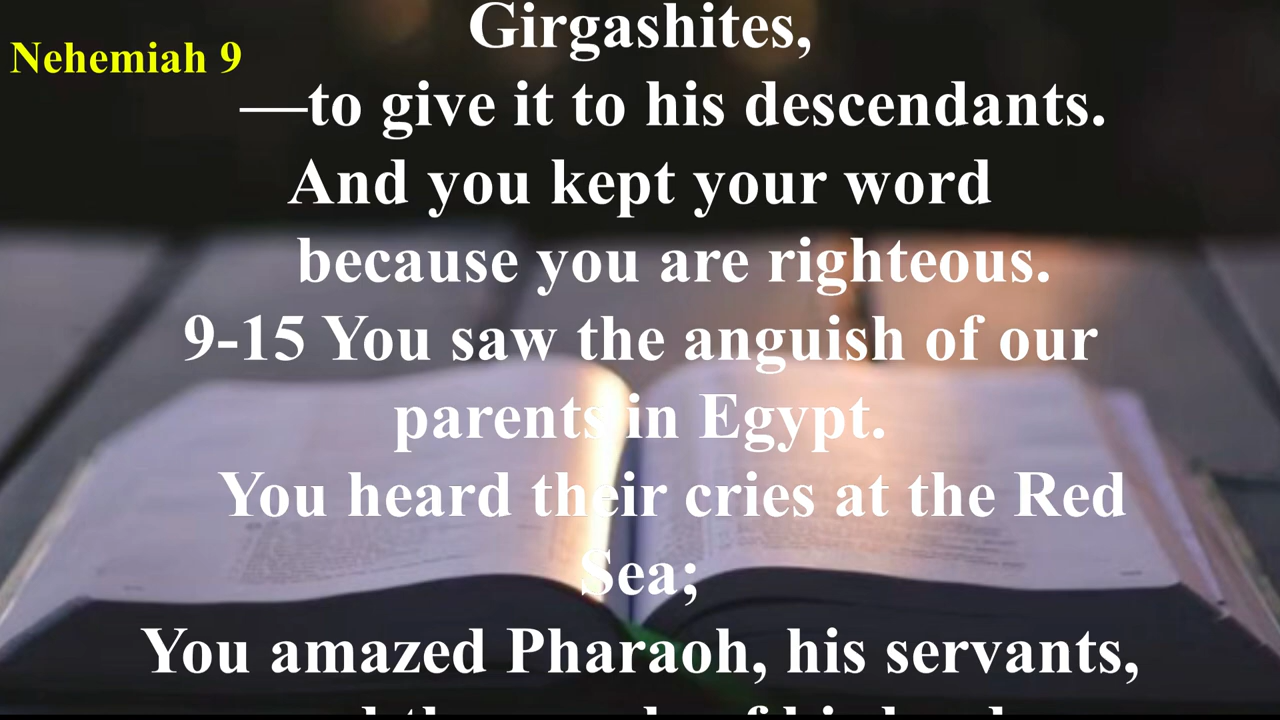 Nehemiah 9
Girgashites,
—to give it to his descendants.
And you kept your word
because you are righteous.
9-15 You saw the anguish of our
parents in Egypt.
You heard their cries at the Red
Sea;
You amazed Pharaoh, his servants,